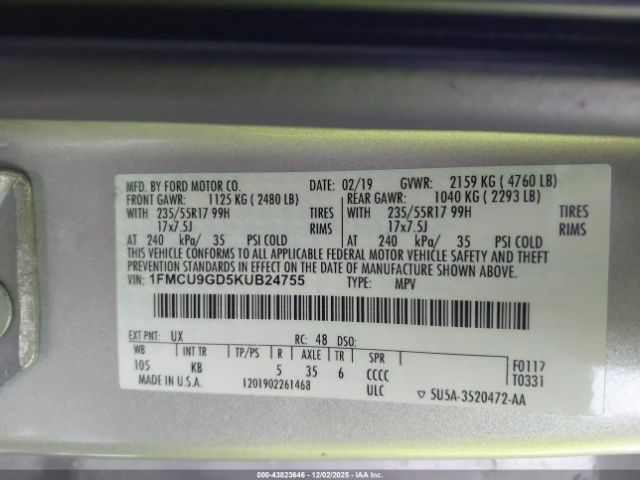 MFD. BY FORD MOTOR CO. DATE: 02/19 GVWR: 2159 KG ( 4760 LB)
FRONT GAWR: 1125 KG ( 2480 LB) REAR GAWR: 1040 KG ( 2293 LB)
WITH 235/55R17 99H TIRES WITH 235/55R17 99H TIRES
17x7.5J RIMS 17x7.5J RIMS
AT 240 kPa/ 35 PSI COLD AT 240 kPa/ 35 PSI COLD
THIS VEHICLE CONFORMS TO ALL APPLICABLE FEDERAL MOTOR VEHICLE SAFETY AND THEFT
PREVENTION STANDARDS IN EFFECT ON THE DATE OF MANUFACTURE SHOWN ABOVE.
VIN: 1FMCU9GD5KUB24755 TYPE: MPV
EXT PNT: UX RC: 48 DSO:
WB INT TR TP/PS R AXLE TR SPR
105 KB 5 35 6 CCCC
MADE IN U.S.A. 1201902261468 ULC
F0117
T0331
▽ 5U5A-3520472-AA
000-43823646 • 12/02/2025 • IAAI.com